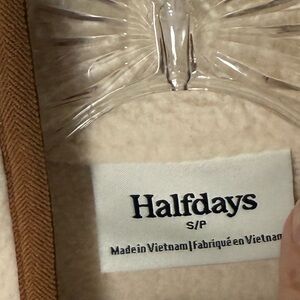 Halfdays
S/P
Made in Vietnam | Fabriqué en Vietnam